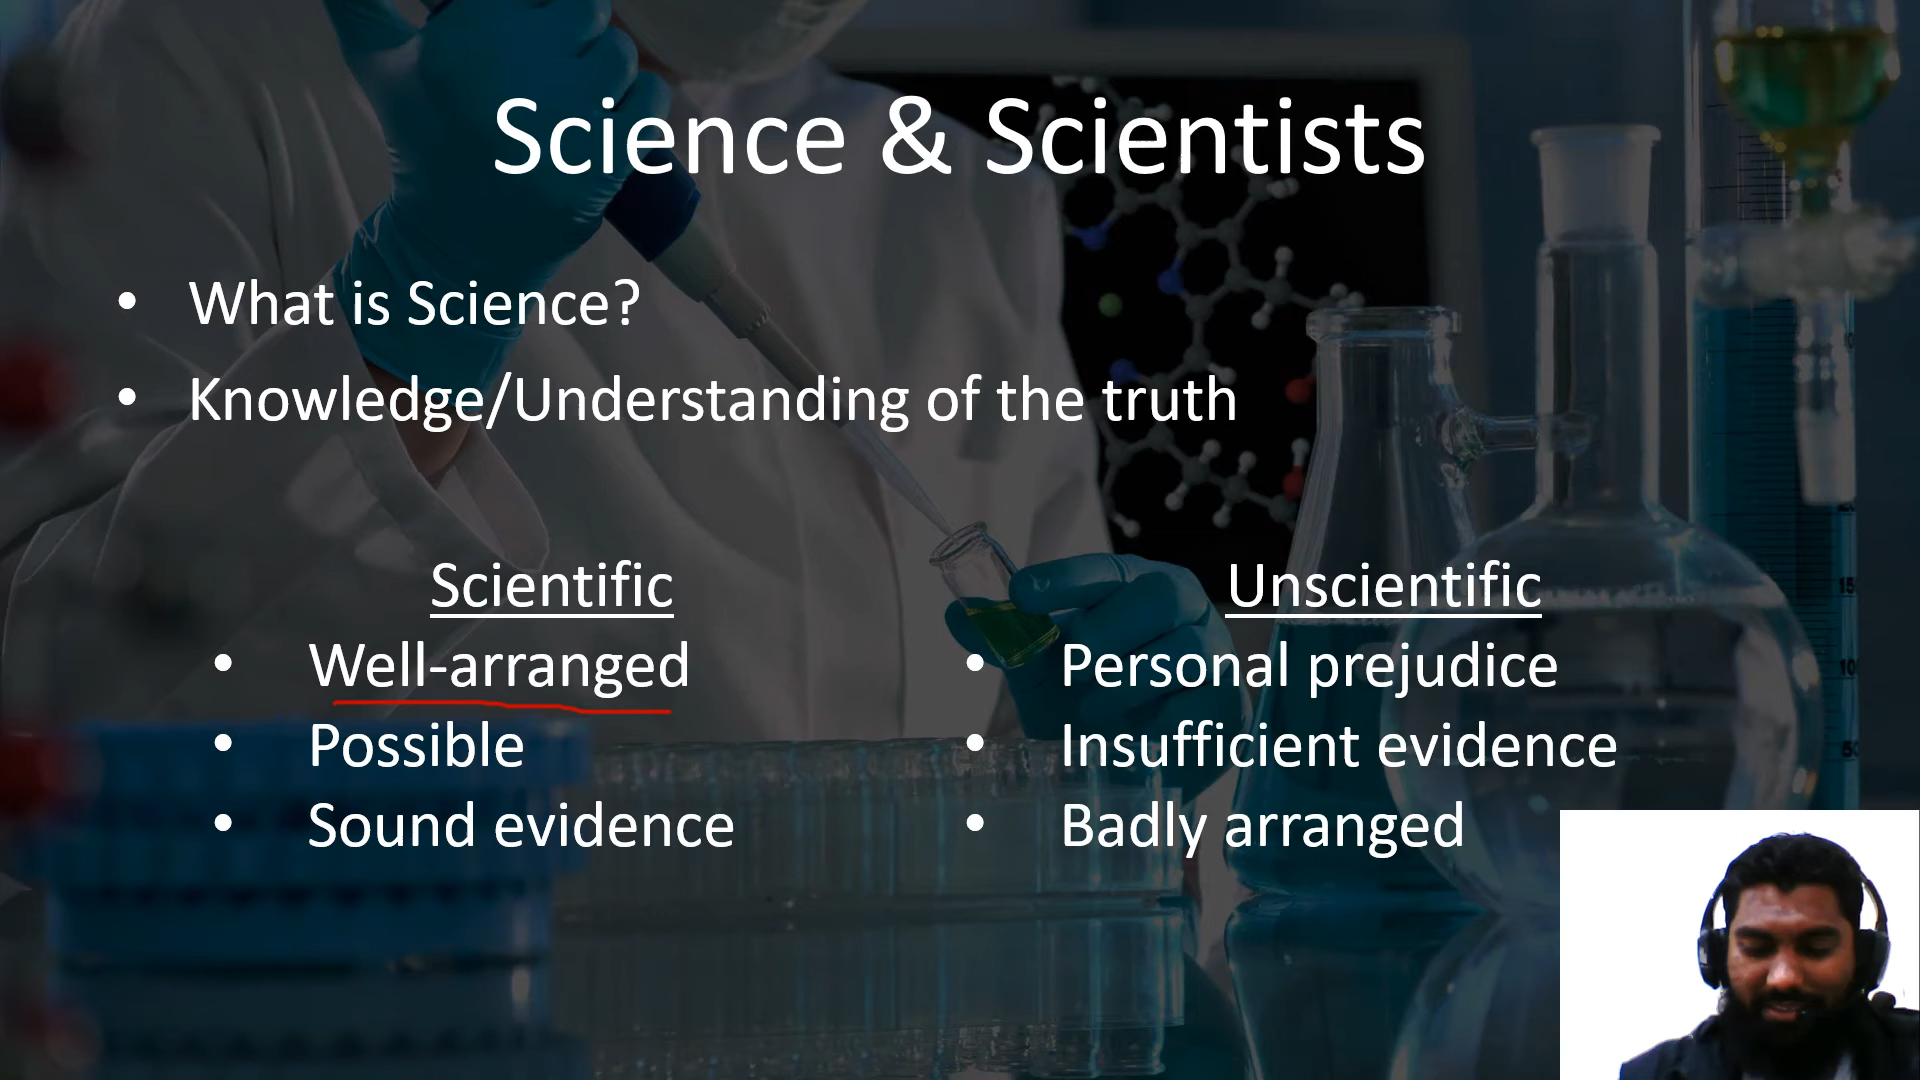 Science & Scientists
• What is Science?
• Knowledge/Understanding of the truth
Scientific
• Well-arranged
• Possible
• Sound evidence
Unscientific
• Personal prejudice
• Insufficient evidence
• Badly arranged